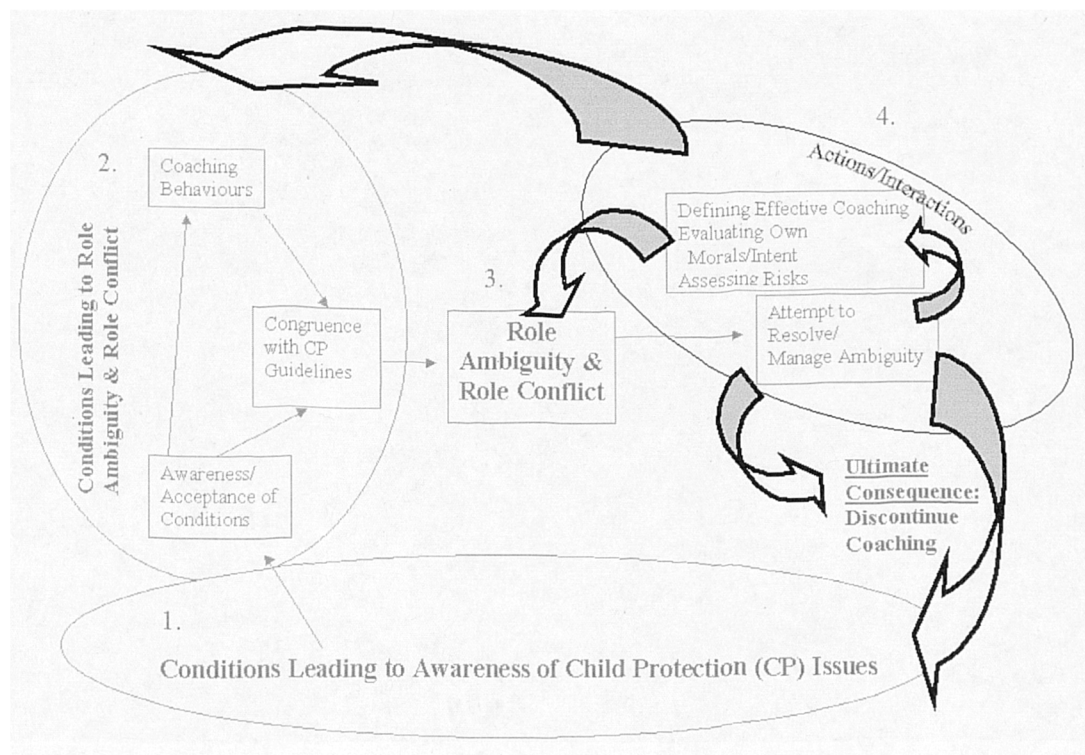 4.
Actions/Interactions
2.
Coaching
Behaviours
Conditions Leading to Role
Ambiguity & Role Conflict
Defining Effective Coaching
Evaluating Own
Morals/Intent
Assessing Risks
3.
Congruence
with CP
Guidelines
Role
Ambiguity &
Role Conflict
Attempt to
Resolve/
Manage Ambiguity
Awareness/
Acceptance of
Conditions
Ultimate
Consequence:
Discontinue
Coaching
1.
Conditions Leading to Awareness of Child Protection (CP) Issues